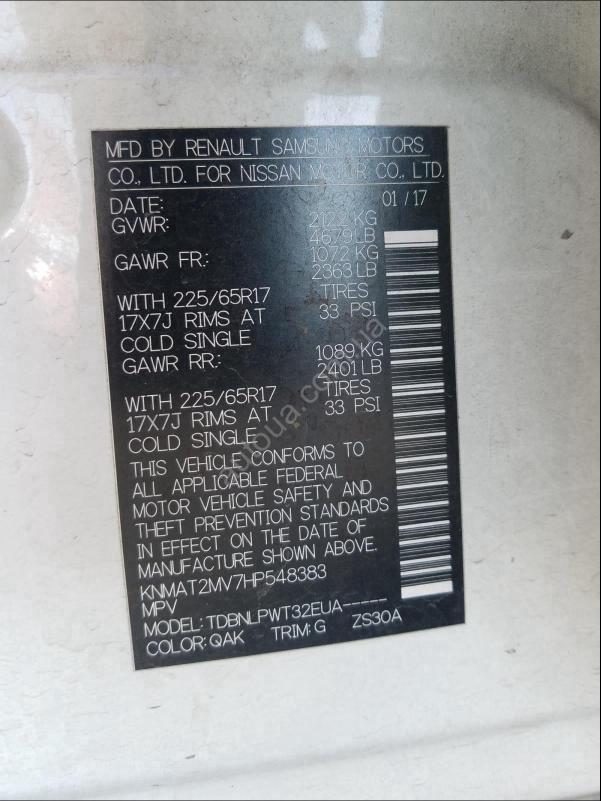 MFD BY RENAULT SAMSUNG MOTORS
CO., LTD. FOR NISSAN MOTOR CO., LTD.
DATE: 01/17
GVWR: 2122 KG
4679 LB
GAWR FR.: 1072 KG
2363 LB
WITH 225/65R17 TIRES
17X7J RIMS AT 33 PSI
COLD SINGLE
GAWR RR.: 1089 KG
2401 LB
WITH 225/65R17 TIRES
17X7J RIMS AT 33 PSI
COLD SINGLE
THIS VEHICLE CONFORMS TO
ALL APPLICABLE FEDERAL
MOTOR VEHICLE SAFETY AND
THEFT PREVENTION STANDARDS
IN EFFECT ON THE DATE OF
MANUFACTURE SHOWN ABOVE.
KNMAT2MV7HP548383
MPV
MODEL: TDBNLPWT32EUA-----
COLOR: QAK TRIM: G ZS30A
autoua.com.ua